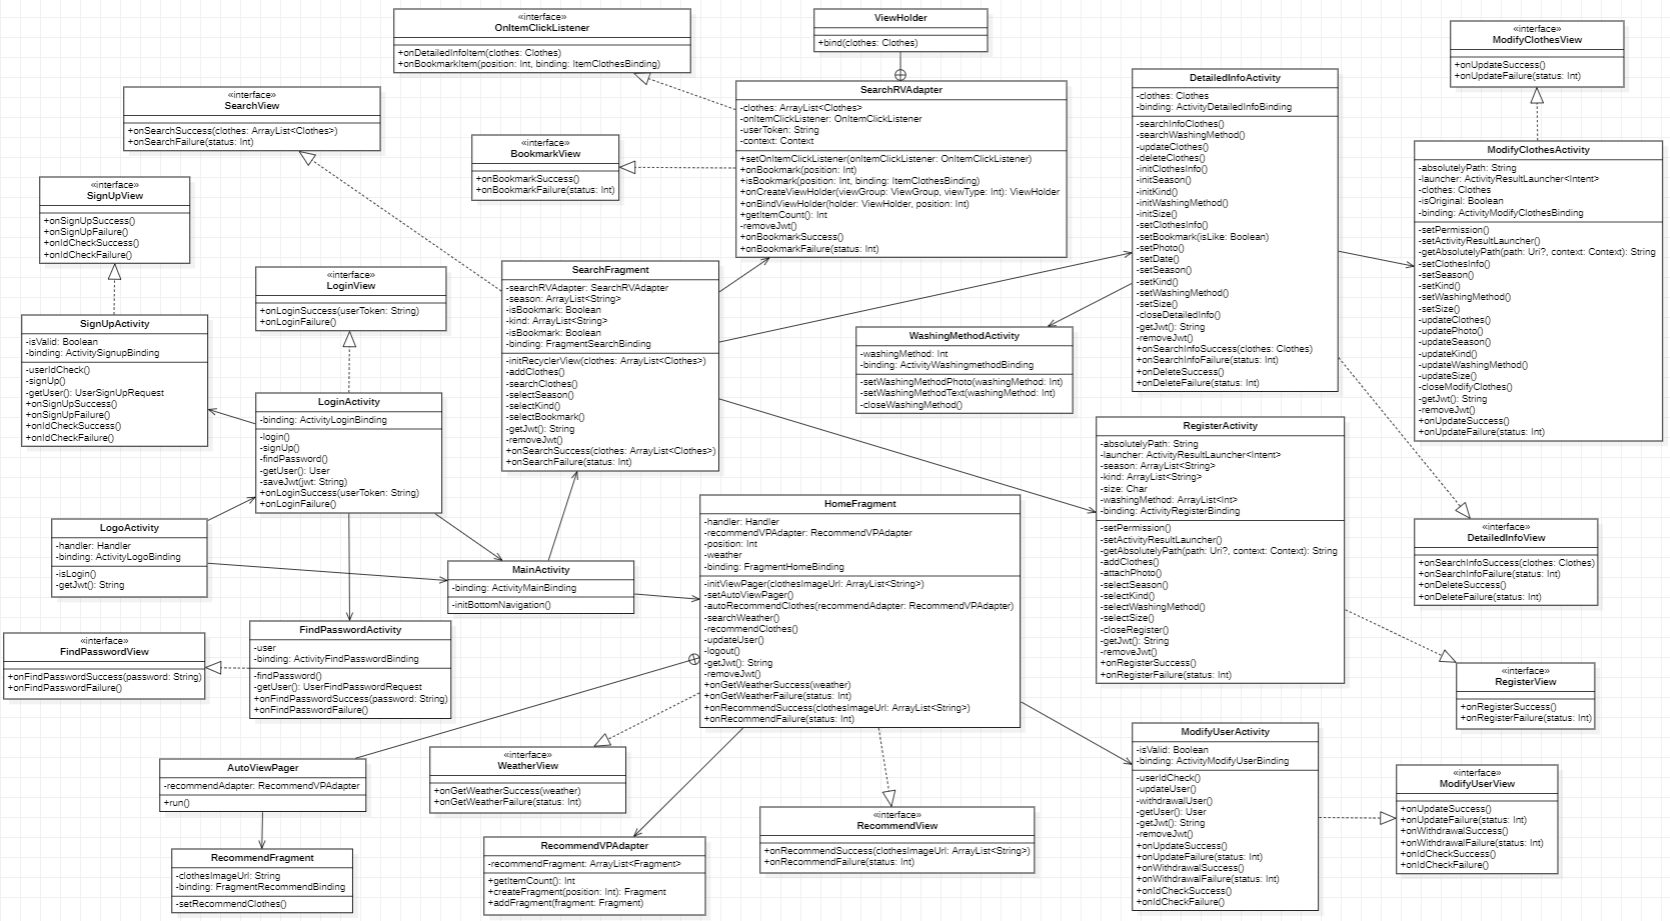 «interface»
OnItemClickListener
+onDetailedInfoItem(clothes: Clothes)
+onBookmarkItem(position: Int, binding: ItemClothesBinding)
ViewHolder
+bind(clothes: Clothes)
«interface»
ModifyClothesView
+onUpdateSuccess()
+onUpdateFailure(status: Int)
«interface»
SearchView
+onSearchSuccess(clothes: ArrayList<Clothes>)
+onSearchFailure(status: Int)
«interface»
BookmarkView
+onBookmarkSuccess()
+onBookmarkFailure(status: Int)
SearchRVAdapter
-clothes: ArrayList<Clothes>
-onItemClickListener: OnItemClickListener
-userToken: String
-context: Context
+setOnItemClickListener(onItemClickListener: OnItemClickListener)
+onBookmark(position: Int)
+isBookmark(position: Int, binding: ItemClothesBinding)
+onCreateViewHolder(viewGroup: ViewGroup, viewType: Int): ViewHolder
+onBindViewHolder(holder: ViewHolder, position: Int)
+getItemCount(): Int
-removeJwt()
+onBookmarkSuccess()
+onBookmarkFailure(status: Int)
DetailedInfoActivity
-clothes: Clothes
-binding: ActivityDetailedInfoBinding
-searchInfoClothes()
-searchWashingMethod()
-updateClothes()
-deleteClothes()
-initClothesInfo()
-initSeason()
-initKind()
-initWashingMethod()
-initSize()
-setClothesInfo()
-setBookmark(isLike: Boolean)
-setPhoto()
-setDate()
-setSeason()
-setKind()
-setWashingMethod()
-setSize()
-closeDetailedInfo()
-getJwt(): String
-removeJwt()
+onSearchInfoSuccess(clothes: Clothes)
+onSearchInfoFailure(status: Int)
+onDeleteSuccess()
+onDeleteFailure(status: Int)
ModifyClothesActivity
-absolutelyPath: String
-launcher: ActivityResultLauncher<Intent>
-clothes: Clothes
-isOriginal: Boolean
-binding: ActivityModifyClothesBinding
-setPermission()
-setActivityResultLauncher()
-getAbsolutelyPath(path: Uri?, context: Context): String
-setClothesInfo()
-setSeason()
-setKind()
-setWashingMethod()
-setSize()
-updateClothes()
-updatePhoto()
-updateSeason()
-updateKind()
-updateWashingMethod()
-updateSize()
-closeModifyClothes()
-getJwt(): String
-removeJwt()
+onUpdateSuccess()
+onUpdateFailure(status: Int)
«interface»
SignUpView
+onSignUpSuccess()
+onSignUpFailure()
+onIdCheckSuccess()
+onIdCheckFailure()
«interface»
LoginView
+onLoginSuccess(userToken: String)
+onLoginFailure()
SearchFragment
-searchRVAdapter: SearchRVAdapter
-season: ArrayList<String>
-isBookmark: Boolean
-kind: ArrayList<String>
-isBookmark: Boolean
-binding: FragmentSearchBinding
-initRecyclerView(clothes: ArrayList<Clothes>)
-addClothes()
-searchClothes()
-selectSeason()
-selectKind()
-selectBookmark()
-getJwt(): String
-removeJwt()
+onSearchSuccess(clothes: ArrayList<Clothes>)
+onSearchFailure(status: Int)
SignUpActivity
-isValid: Boolean
-binding: ActivitySignupBinding
-userIdCheck()
-signUp()
-getUser(): UserSignUpRequest
+onSignUpSuccess()
+onSignUpFailure()
+onIdCheckSuccess()
+onIdCheckFailure()
WashingMethodActivity
-washingMethod: Int
-binding: ActivityWashingmethodBinding
-setWashingMethodPhoto(washingMethod: Int)
-setWashingMethodText(washingMethod: Int)
-closeWashingMethod()
LoginActivity
-binding: ActivityLoginBinding
-login()
-signUp()
-findPassword()
-getUser(): User
-saveJwt(jwt: String)
+onLoginSuccess(userToken: String)
+onLoginFailure()
RegisterActivity
-absolutelyPath: String
-launcher: ActivityResultLauncher<Intent>
-season: ArrayList<String>
-kind: ArrayList<String>
-size: Char
-washingMethod: ArrayList<Int>
-binding: ActivityRegisterBinding
-setPermission()
-setActivityResultLauncher()
-getAbsolutelyPath(path: Uri?, context: Context): String
-addClothes()
-attachPhoto()
-selectSeason()
-selectKind()
-selectWashingMethod()
-selectSize()
-closeRegister()
-getJwt(): String
-removeJwt()
+onRegisterSuccess()
+onRegisterFailure(status: Int)
LogoActivity
-handler: Handler
-binding: ActivityLogoBinding
-isLogin()
-getJwt(): String
HomeFragment
-handler: Handler
-recommendVPAdapter: RecommendVPAdapter
-position: Int
-weather
-binding: FragmentHomeBinding
-initViewPager(clothesImageUrl: ArrayList<String>)
-setAutoViewPager()
-autoRecommendClothes(recommendAdapter: RecommendVPAdapter)
-searchWeather()
-recommendClothes()
-updateUser()
-logout()
-getJwt(): String
-removeJwt()
+onGetWeatherSuccess(weather)
+onGetWeatherFailure(status: Int)
+onRecommendSuccess(clothesImageUrl: ArrayList<String>)
+onRecommendFailure(status: Int)
«interface»
DetailedInfoView
+onSearchInfoSuccess(clothes: Clothes)
+onSearchInfoFailure(status: Int)
+onDeleteSuccess()
+onDeleteFailure(status: Int)
MainActivity
-binding: ActivityMainBinding
-initBottomNavigation()
«interface»
FindPasswordView
+onFindPasswordSuccess(password: String)
+onFindPasswordFailure()
FindPasswordActivity
-user
-binding: ActivityFindPasswordBinding
-findPassword()
-getUser(): UserFindPasswordRequest
+onFindPasswordSuccess(password: String)
+onFindPasswordFailure()
«interface»
RegisterView
+onRegisterSuccess()
+onRegisterFailure(status: Int)
AutoViewPager
-recommendAdapter: RecommendVPAdapter
+run()
«interface»
WeatherView
+onGetWeatherSuccess(weather)
+onGetWeatherFailure(status: Int)
ModifyUserActivity
-isValid: Boolean
-binding: ActivityModifyUserBinding
-userIdCheck()
-updateUser()
-withdrawalUser()
-getUser(): User
-getJwt(): String
-removeJwt()
+onUpdateSuccess()
+onUpdateFailure(status: Int)
+onWithdrawalSuccess()
+onWithdrawalFailure(status: Int)
+onIdCheckSuccess()
+onIdCheckFailure()
«interface»
ModifyUserView
+onUpdateSuccess()
+onUpdateFailure(status: Int)
+onWithdrawalSuccess()
+onWithdrawalFailure(status: Int)
+onIdCheckSuccess()
+onIdCheckFailure()
«interface»
RecommendView
+onRecommendSuccess(clothesImageUrl: ArrayList<String>)
+onRecommendFailure(status: Int)
RecommendFragment
-clothesImageUrl: String
-binding: FragmentRecommendBinding
-setRecommendClothes()
RecommendVPAdapter
-recommendFragment: ArrayList<Fragment>
+getItemCount(): Int
+createFragment(position: Int): Fragment
+addFragment(fragment: Fragment)